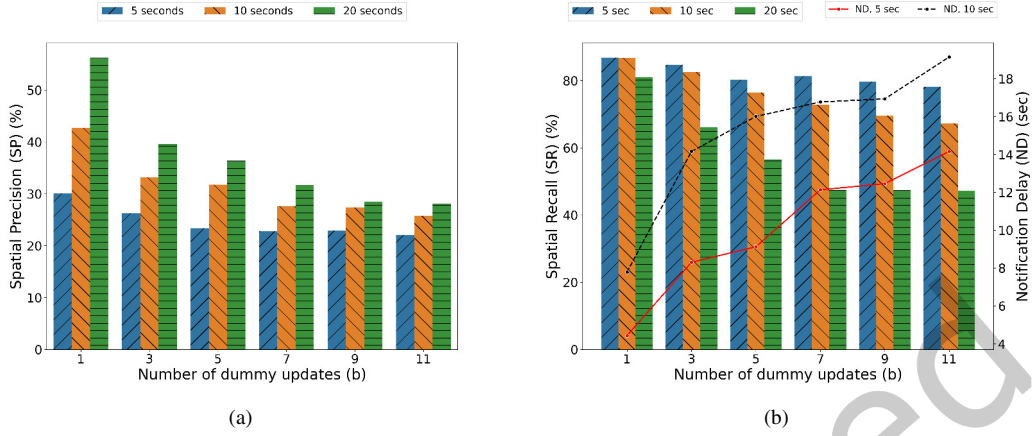 5 seconds 10 seconds 20 seconds
Spatial Precision (SP) (%)
50
40
30
20
10
0
1 3 5 7 9 11
Number of dummy updates (b)
(a)
5 sec 10 sec 20 sec ND, 5 sec ND, 10 sec
Spatial Recall (SR) (%)
80
60
40
20
0
1 3 5 7 9 11
Number of dummy updates (b)
18
16
14
12
10
8
6
4
Notification Delay (ND) (sec)
(b)
ed